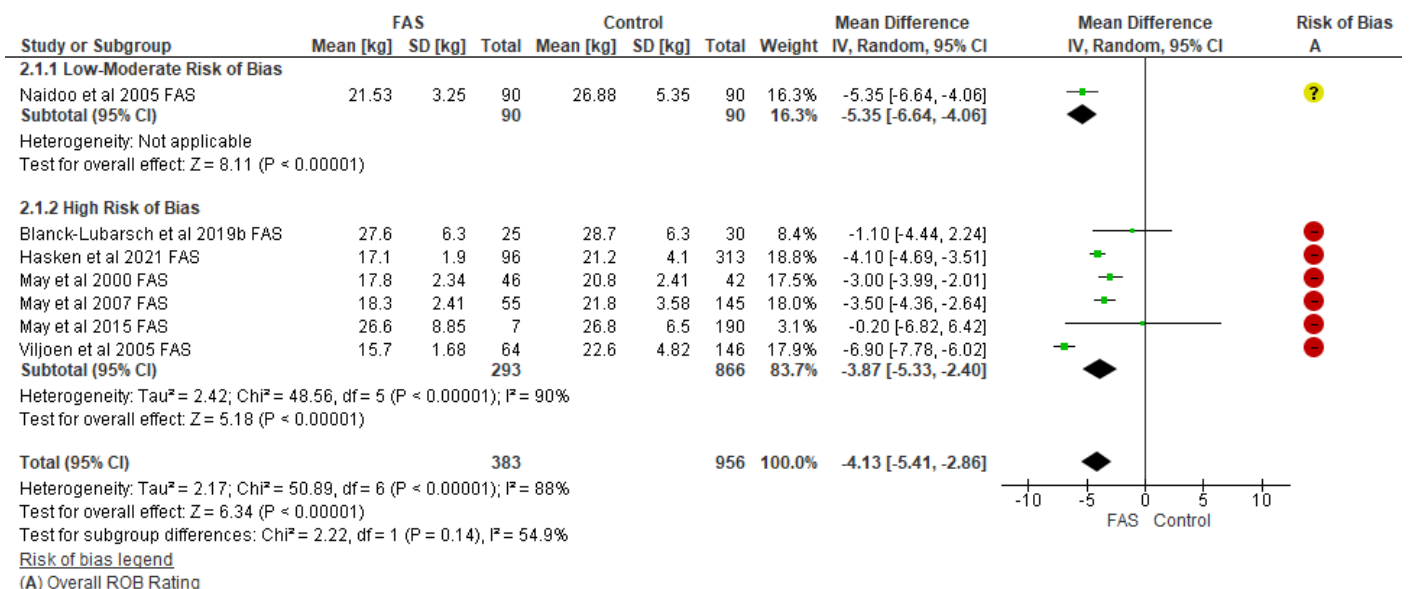 FAS Control Mean Difference Mean Difference Risk of Bias
Study or Subgroup Mean [kg] SD [kg] Total Mean [kg] SD [kg] Total Weight IV, Random, 95% CI IV, Random, 95% CI A
2.1.1 Low-Moderate Risk of Bias
Naidoo et al 2005 FAS 21.53 3.25 90 26.88 5.35 90 16.3% -5.35 [-6.64, -4.06] ?
Subtotal (95% CI) 90 90 16.3% -5.35 [-6.64, -4.06]
Heterogeneity: Not applicable
Test for overall effect: Z = 8.11 (P < 0.00001)
2.1.2 High Risk of Bias
Blanck-Lubarsch et al 2019b FAS 27.6 6.3 25 28.7 6.3 30 8.4% -1.10 [-4.44, 2.24]
Hasken et al 2021 FAS 17.1 1.9 96 21.2 4.1 313 18.8% -4.10 [-4.69, -3.51]
May et al 2000 FAS 17.8 2.34 46 20.8 2.41 42 17.5% -3.00 [-3.99, -2.01]
May et al 2007 FAS 18.3 2.41 55 21.8 3.58 145 18.0% -3.50 [-4.36, -2.64]
May et al 2015 FAS 26.6 8.85 7 26.8 6.5 190 3.1% -0.20 [-6.82, 6.42]
Viljoen et al 2005 FAS 15.7 1.68 64 22.6 4.82 146 17.9% -6.90 [-7.78, -6.02]
Subtotal (95% CI) 293 866 83.7% -3.87 [-5.33, -2.40]
Heterogeneity: Tau² = 2.42; Chi² = 48.56, df = 5 (P < 0.00001); I² = 90%
Test for overall effect: Z = 5.18 (P < 0.00001)
Total (95% CI) 383 956 100.0% -4.13 [-5.41, -2.86]
Heterogeneity: Tau² = 2.17; Chi² = 50.89, df = 6 (P < 0.00001); I² = 88%
-10 -5 0 5 10
Test for overall effect: Z = 6.34 (P < 0.00001)
FAS Control
Test for subgroup differences: Chi² = 2.22, df = 1 (P = 0.14), I² = 54.9%
Risk of bias legend
(A) Overall ROB Rating